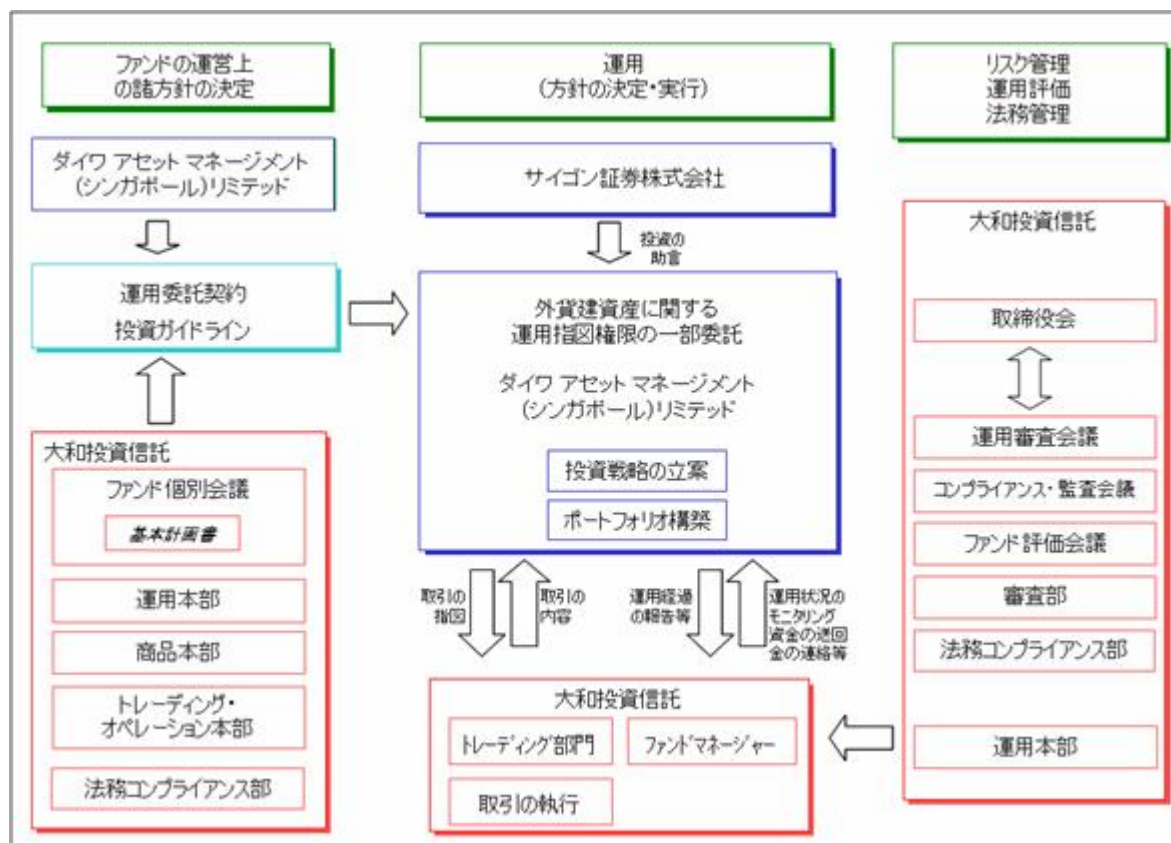 ファンドの運営上
の諸方針の決定
運用
(方針の決定・実行)
リスク管理
運用評価
法務管理
ダイワ アセット マネージメント
(シンガポール)リミテッド
サイゴン証券株式会社
投資の
助言
運用委託契約
投資ガイドライン
外貨建資産に関する
運用指図権限の一部委託
ダイワ アセット マネージメント
(シンガポール)リミテッド
投資戦略の立案
ポートフォリオ構築
大和投資信託
ファンド個別会議
基本計画書
運用本部
商品本部
トレーディング・
オペレーション本部
法務コンプライアンス部
取引の
指図
取引の
内容
運用経過
の報告等
運用状況の
モニタリング
資金の送回
金の連絡等
大和投資信託
トレーディング部門
ファンドマネージャー
取引の執行
大和投資信託
取締役会
運用審査会議
コンプライアンス・監査会議
ファンド評価会議
審査部
法務コンプライアンス部
運用本部